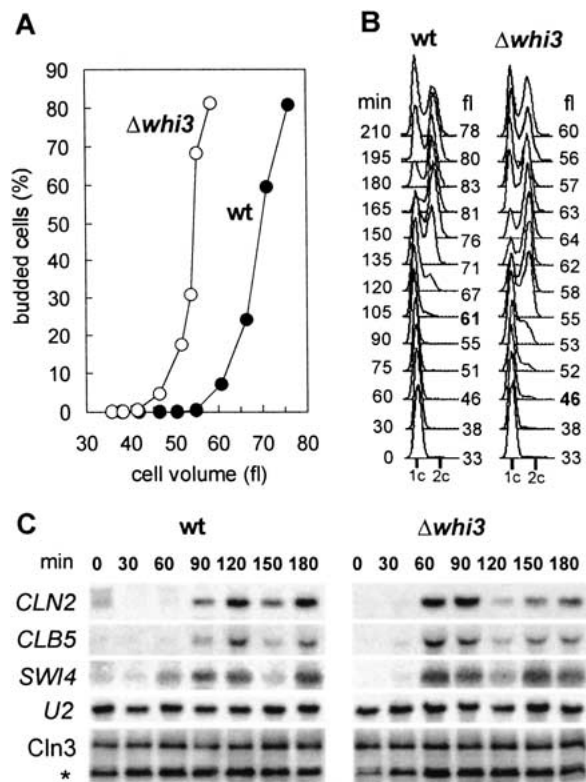 A
80
70
60
50
40
30
20
10
0
budded cells (%)
Δwhi3
wt
30 40 50 60 70 80
cell volume (fl)
B
wt Δwhi3
min fl fl
210 78 60
195 80 56
180 83 57
165 81 63
150 76 64
135 71 62
120 67 58
105 61 55
90 55 53
75 51 52
60 46 46
30 38 38
0 33 33
1c 2c 1c 2c
C
wt Δwhi3
min 0 30 60 90 120 150 180 0 30 60 90 120 150 180
CLN2
CLB5
SWI4
U2
Cln3
*